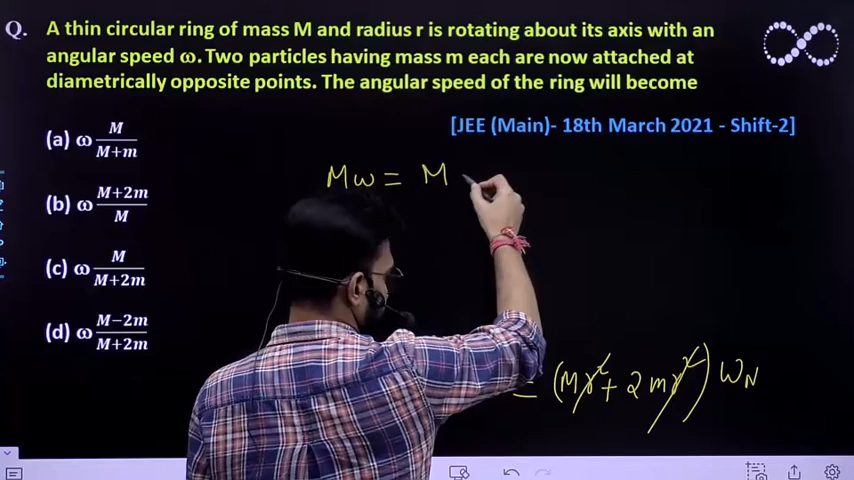 Q. A thin circular ring of mass M and radius r is rotating about its axis with an
angular speed ω. Two particles having mass m each are now attached at
diametrically opposite points. The angular speed of the ring will become
[JEE (Main)- 18th March 2021 - Shift-2]
(a) ω M/(M+m)
(b) ω (M+2m)/M
(c) ω M/(M+2m)
(d) ω (M−2m)/(M+2m)
Mω = M
= (Mr² + 2mr²) ωN